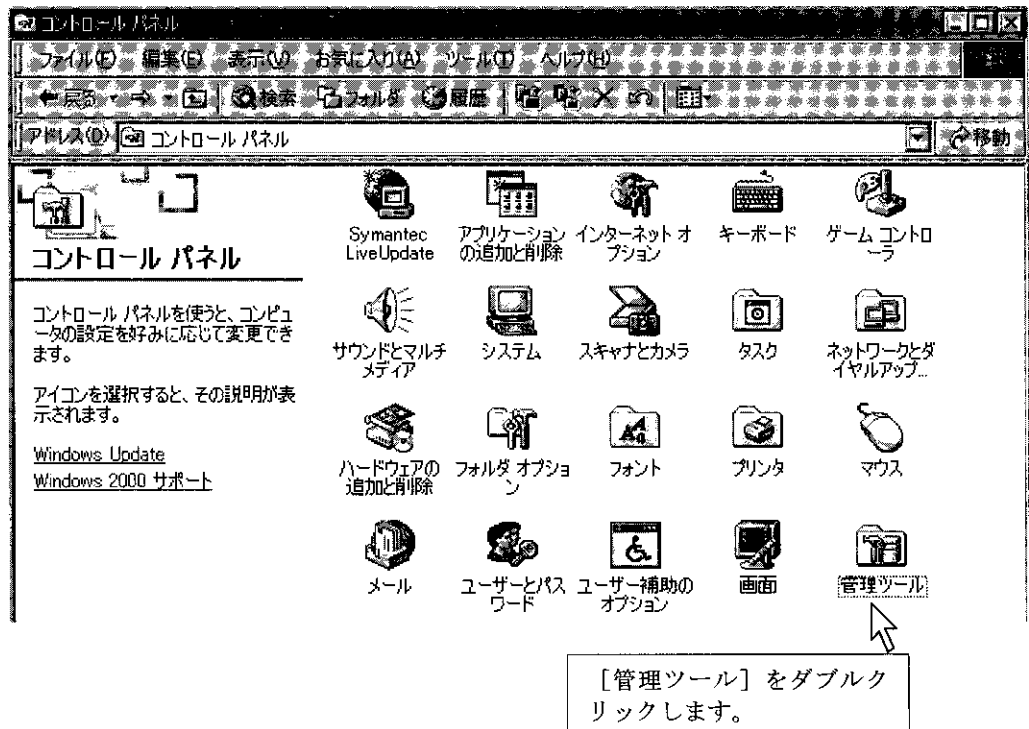 コントロール パネル
ファイル(F) 編集(E) 表示(V) お気に入り(A) ツール(T) ヘルプ(H)
戻る 検索 フォルダ 履歴
アドレス(D) コントロール パネル 移動
コントロール パネル
コントロール パネルを使うと、コンピュ
ータの設定を好みに応じて変更でき
ます。
アイコンを選択すると、その説明が表
示されます。
Windows Update
Windows 2000 サポート
Symantec
LiveUpdate
アプリケーション
の追加と削除
インターネット オ
プション
キーボード
ゲーム コントロ
ーラ
サウンドとマルチ
メディア
システム
スキャナとカメラ
タスク
ネットワークとダ
イヤルアップ...
ハードウェアの
追加と削除
フォルダ オプショ
ン
フォント
プリンタ
マウス
メール
ユーザーとパス
ワード
ユーザー補助の
オプション
画面
管理ツール
［管理ツール］をダブルク
リックします。